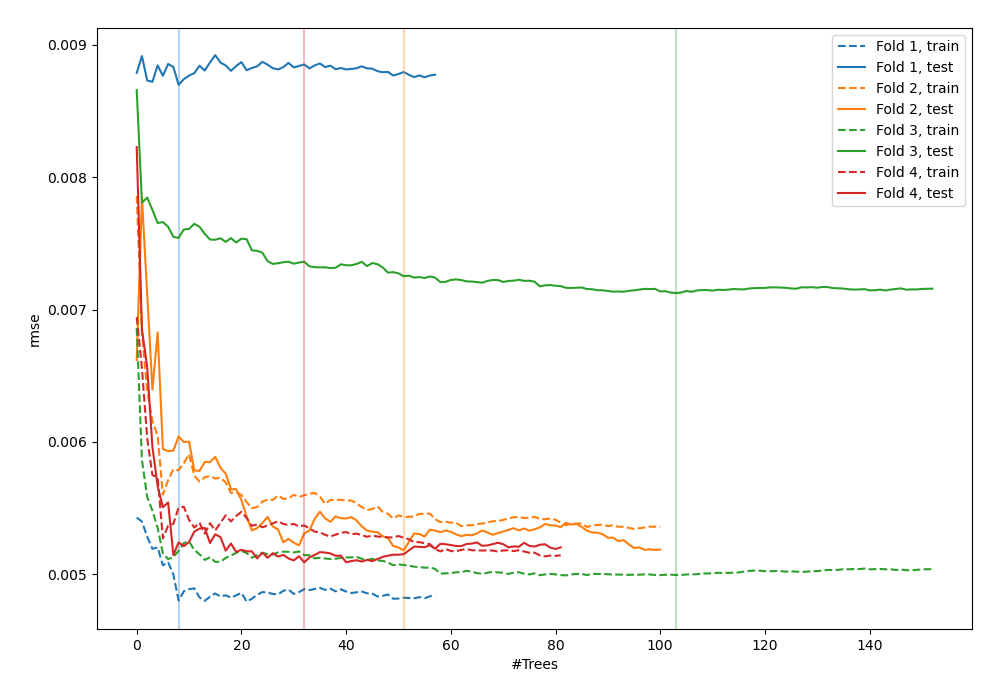 0.009
0.008
0.007
0.006
0.005
rmse
0 20 40 60 80 100 120 140
#Trees
Fold 1, train
Fold 1, test
Fold 2, train
Fold 2, test
Fold 3, train
Fold 3, test
Fold 4, train
Fold 4, test